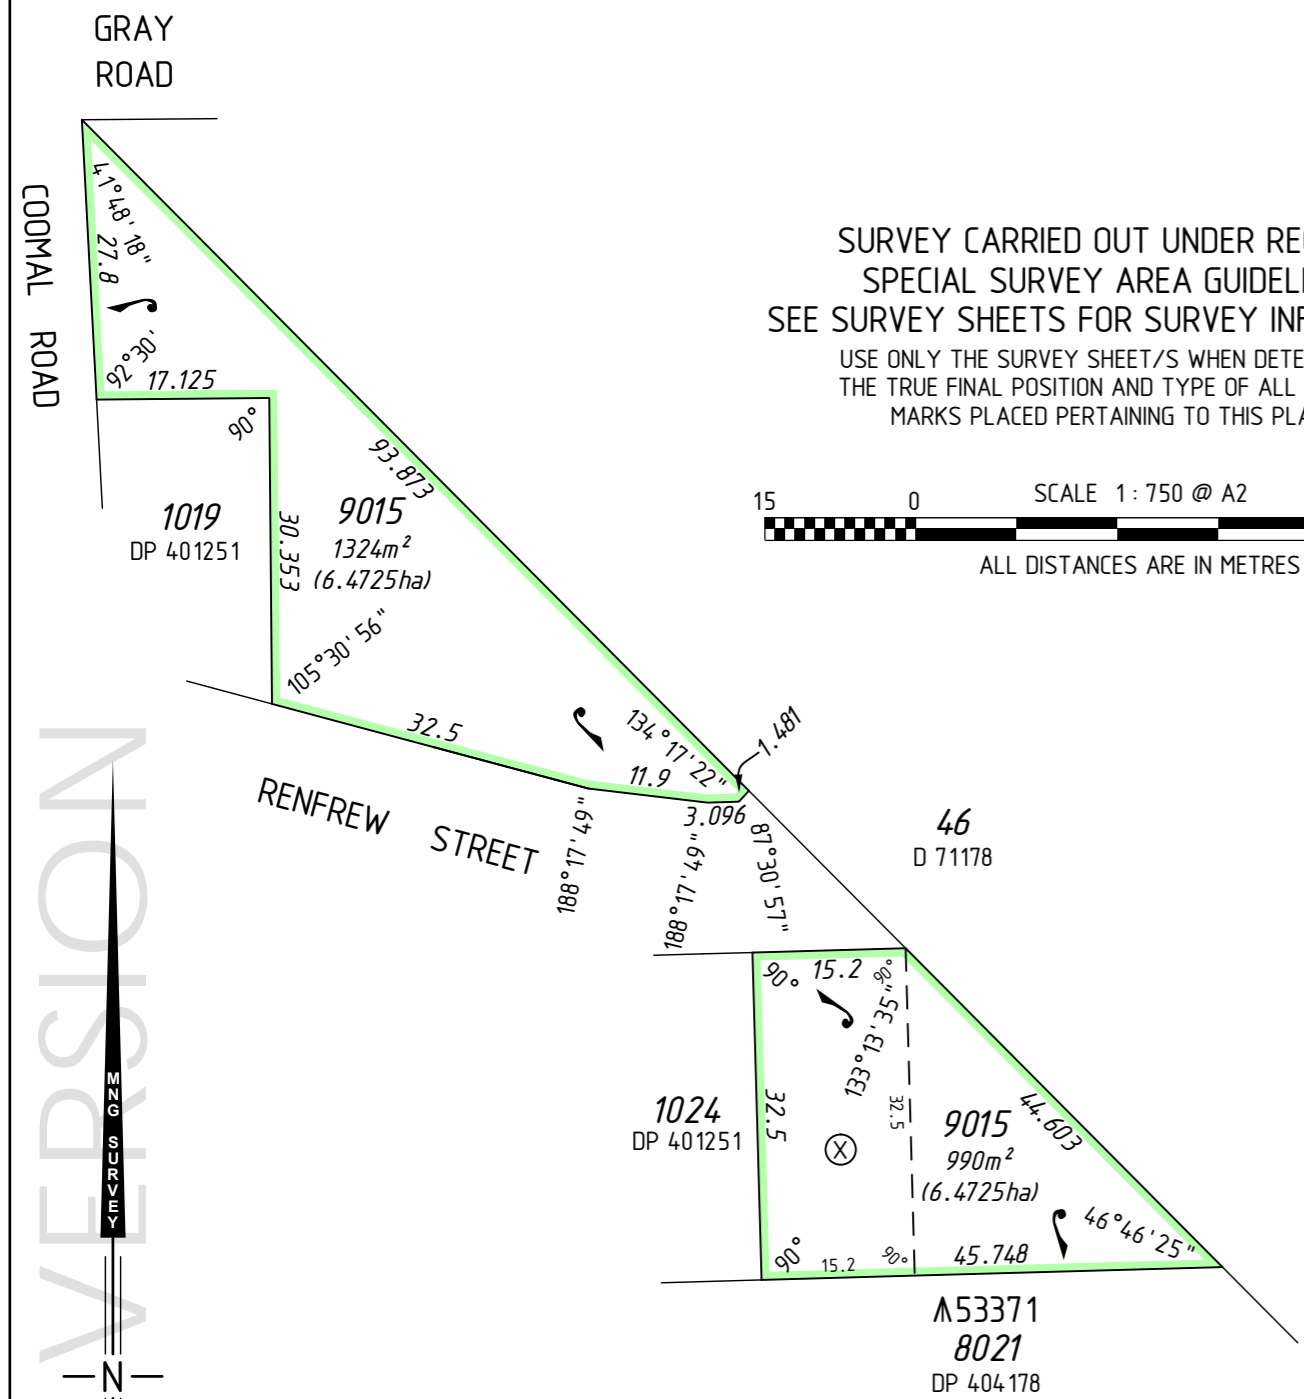 GRAY
ROAD
COOMAL ROAD
41°48'18"
27.8
92°30'
17.125
90°
93.873
1019
DP 401251
30.353
9015
1324m²
(6.4725ha)
105°30'56"
32.5
134°17'22"
1.481
11.9
3.096
188°17'49"
188°17'49"
87°30'57"
RENFREW STREET
SURVEY CARRIED OUT UNDER RE
SPECIAL SURVEY AREA GUIDEL
SEE SURVEY SHEETS FOR SURVEY IN
USE ONLY THE SURVEY SHEET/S WHEN DETE
THE TRUE FINAL POSITION AND TYPE OF ALL
MARKS PLACED PERTAINING TO THIS PLA
15 0 SCALE 1 : 750 @ A2
ALL DISTANCES ARE IN METRES
46
D 71178
90°
15.2
90°
133°13'35"
32.5
32.5
44.603
1024
DP 401251
X
9015
990m²
(6.4725ha)
46°46'25"
90°
15.2
90°
45.748
53371
8021
DP 404178
VERSION
MNG SURVEY
N